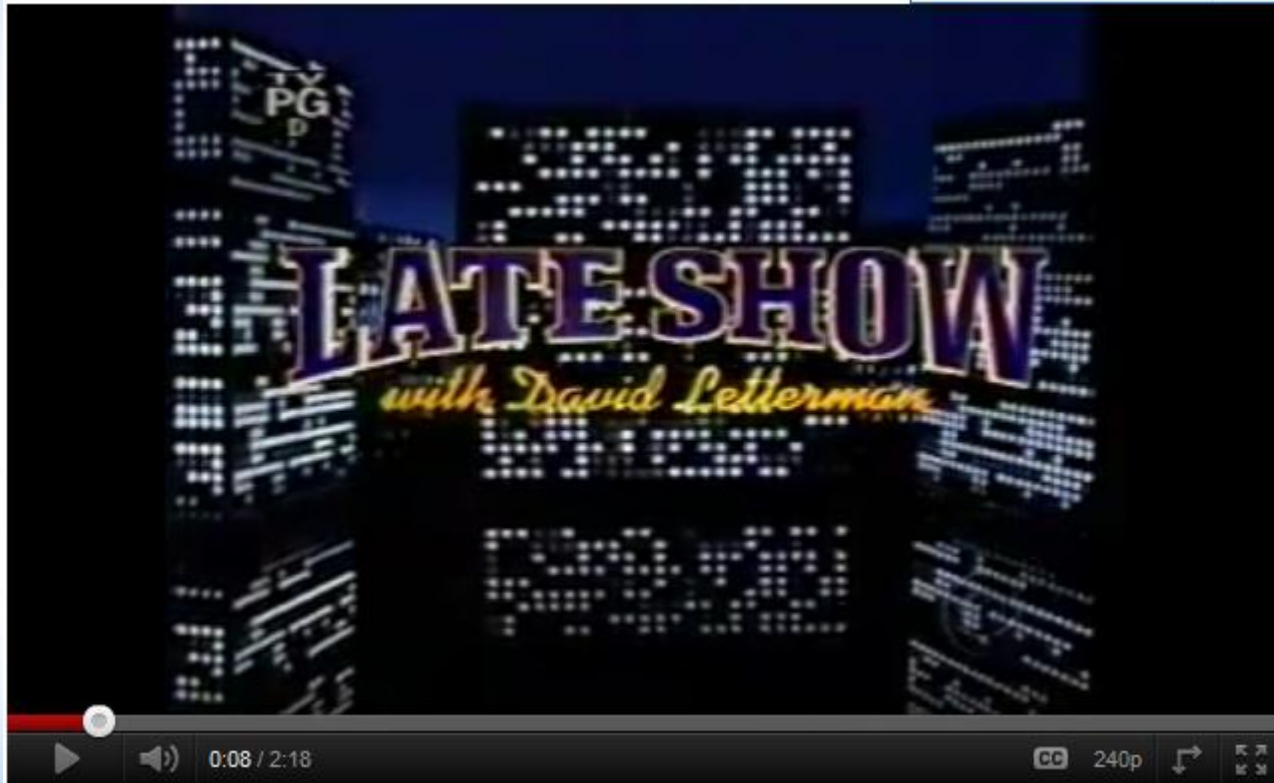 TV
PG
D
LATE SHOW
with David Letterman
0:08 / 2:18
CC
240p